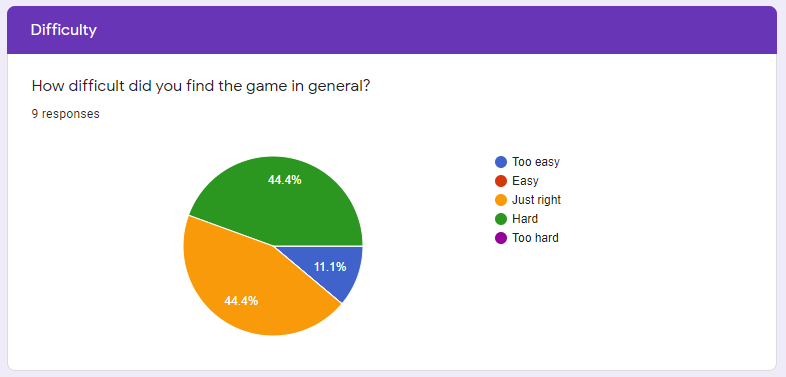 Difficulty
How difficult did you find the game in general?
9 responses
44.4%
11.1%
44.4%
Too easy
Easy
Just right
Hard
Too hard